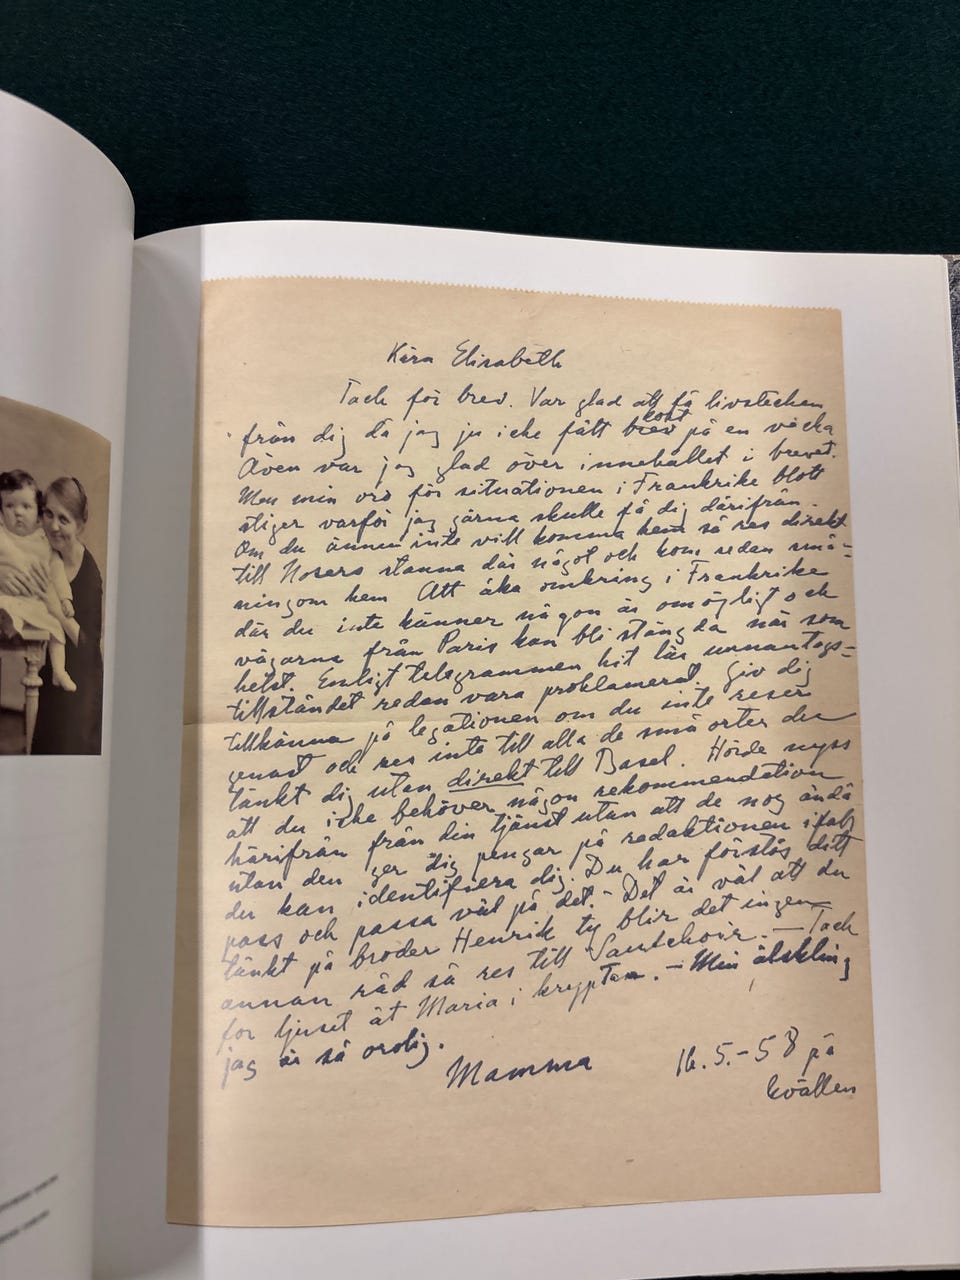 Kära Elisabeth
Tack för brev. Var glad att få livstecken
från dig då jag ju icke fått brev kort på en vecka
Även var jag glad över innehållet i brevet.
Men min oro för situationen i Frankrike blott
stiger varför jag gärna skulle få dig därifrån.
Om du ännu inte vill komma hem så res direkt
till Nosers stanna där något och kom sedan små=
ningom hem Att åka omkring i Frankrike
där du inte känner någon är omöjligt och
vägarna från Paris kan bli stängda när som
helst. Enligt telegrammen hit lär unnantags=
tillståndet redan vara proklamerat. Giv dig
tillkänna på legationen om du inte reser
genast och res inte till alla de små orter du
tänkt dig utan direkt till Basel. Hörde nyss
att du icke behöver någon rekommendation
härifrån från din tjänst utan att de nog ändå
utan den ger dig pengar på redaktionen ifall
du kan identifiera dig. Du har förstås ditt
pass och passa väl på det. - Det är väl att du
tänkt på broder Henrik ty blir det ingen
annan råd så res till - Tack
for ljuset åt Maria i kryptan. - Min älskling
jag är så orolig.
Mamma
16.5.-58 på
kvällen